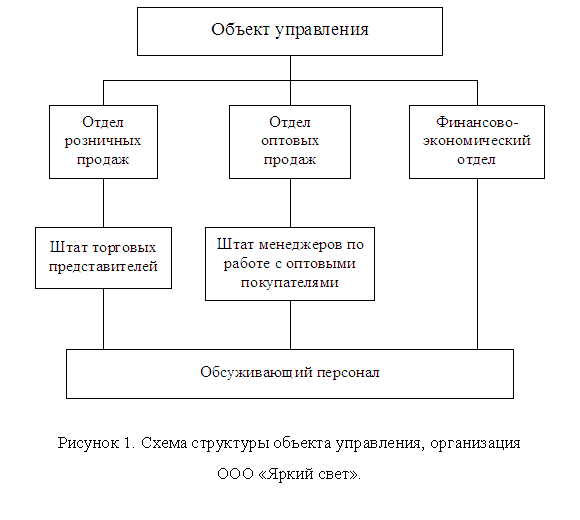 Объект управления
Отдел
розничных
продаж
Отдел
оптовых
продаж
Финансово-
экономический
отдел
Штат торговых
представителей
Штат менеджеров по
работе с оптовыми
покупателями
Обсуживающий персонал
Рисунок 1. Схема структуры объекта управления, организация
ООО «Яркий свет».